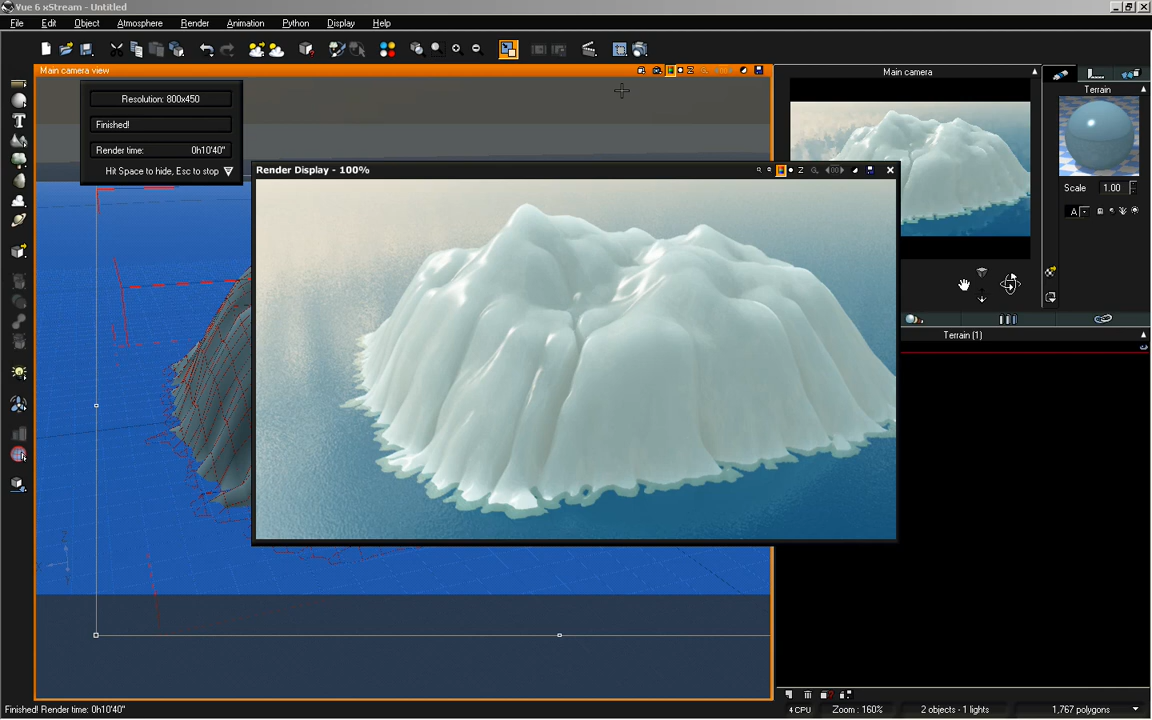 Vue 6 xStream - Untitled
File Edit Object Atmosphere Render Animation Python Display Help
Main camera view
Main camera
Resolution: 800x450
Finished!
Render time: 0h10'40"
Hit Space to hide, Esc to stop
Render Display - 100%
Terrain
Scale 1.00
A
Terrain (1)
Finished! Render time: 0h10'40"
4 CPU
Zoom : 160%
2 objects - 1 lights
1,767 polygons